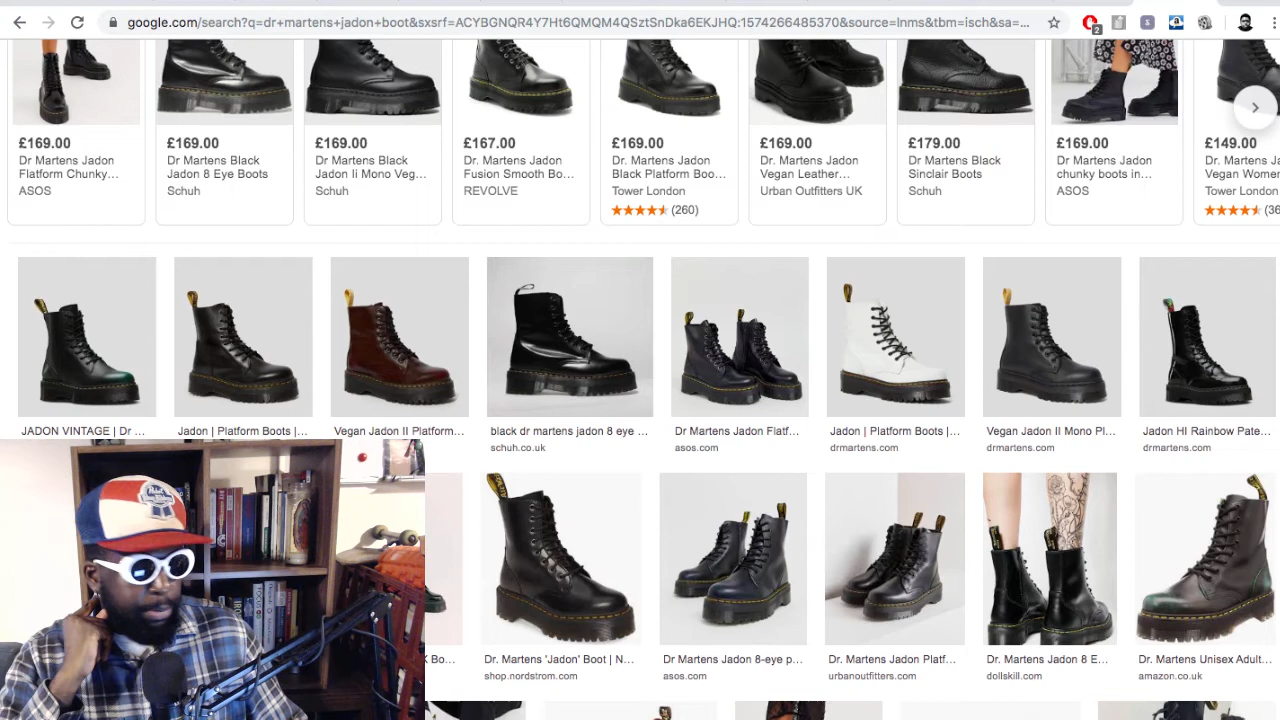 google.com/search?q=dr+martens+jadon+boot&sxsrf=ACYBGNQR4Y7Ht6QMQM4QSztSnDka6EKJHQ:1574266485370&source=lnms&tbm=isch&sa=...
2
£169.00 £169.00 £169.00 £167.00 £169.00 £169.00 £179.00 £169.00 £149.00
Dr Martens Jadon Dr Martens Black Dr Martens Black Dr. Martens Jadon Dr. Martens Jadon Dr. Martens Jadon Dr Martens Black Dr Martens Jadon Dr. Martens
Platform Chunky... Jadon 8 Eye Boots Jadon Ii Mono Veg... Fusion Smooth Bo... Black Platform Boo... Vegan Leather... Sinclair Boots chunky boots in... Vegan
ASOS Schuh Schuh REVOLVE Tower London Urban Outfitters UK Schuh ASOS Tower London
(260)
JADON VINTAGE | Dr ... Jadon | Platform Boots |... Vegan Jadon II Platform... black dr martens jadon 8 eye ... Dr Martens Jadon Flatf... Jadon | Platform Boots |... Vegan Jadon II Mono Pl... Jadon HI Rainbow Pate...
schuh.co.uk asos.com drmartens.com drmartens.com drmartens.com
Dr. Martens 'Jadon' Boot | N... Dr Martens Jadon 8-eye p... Dr. Martens Jadon Platf... Dr. Martens Jadon 8 E... Dr. Martens Unisex Adult...
shop.nordstrom.com asos.com urbanoutfitters.com dollskill.com amazon.co.uk